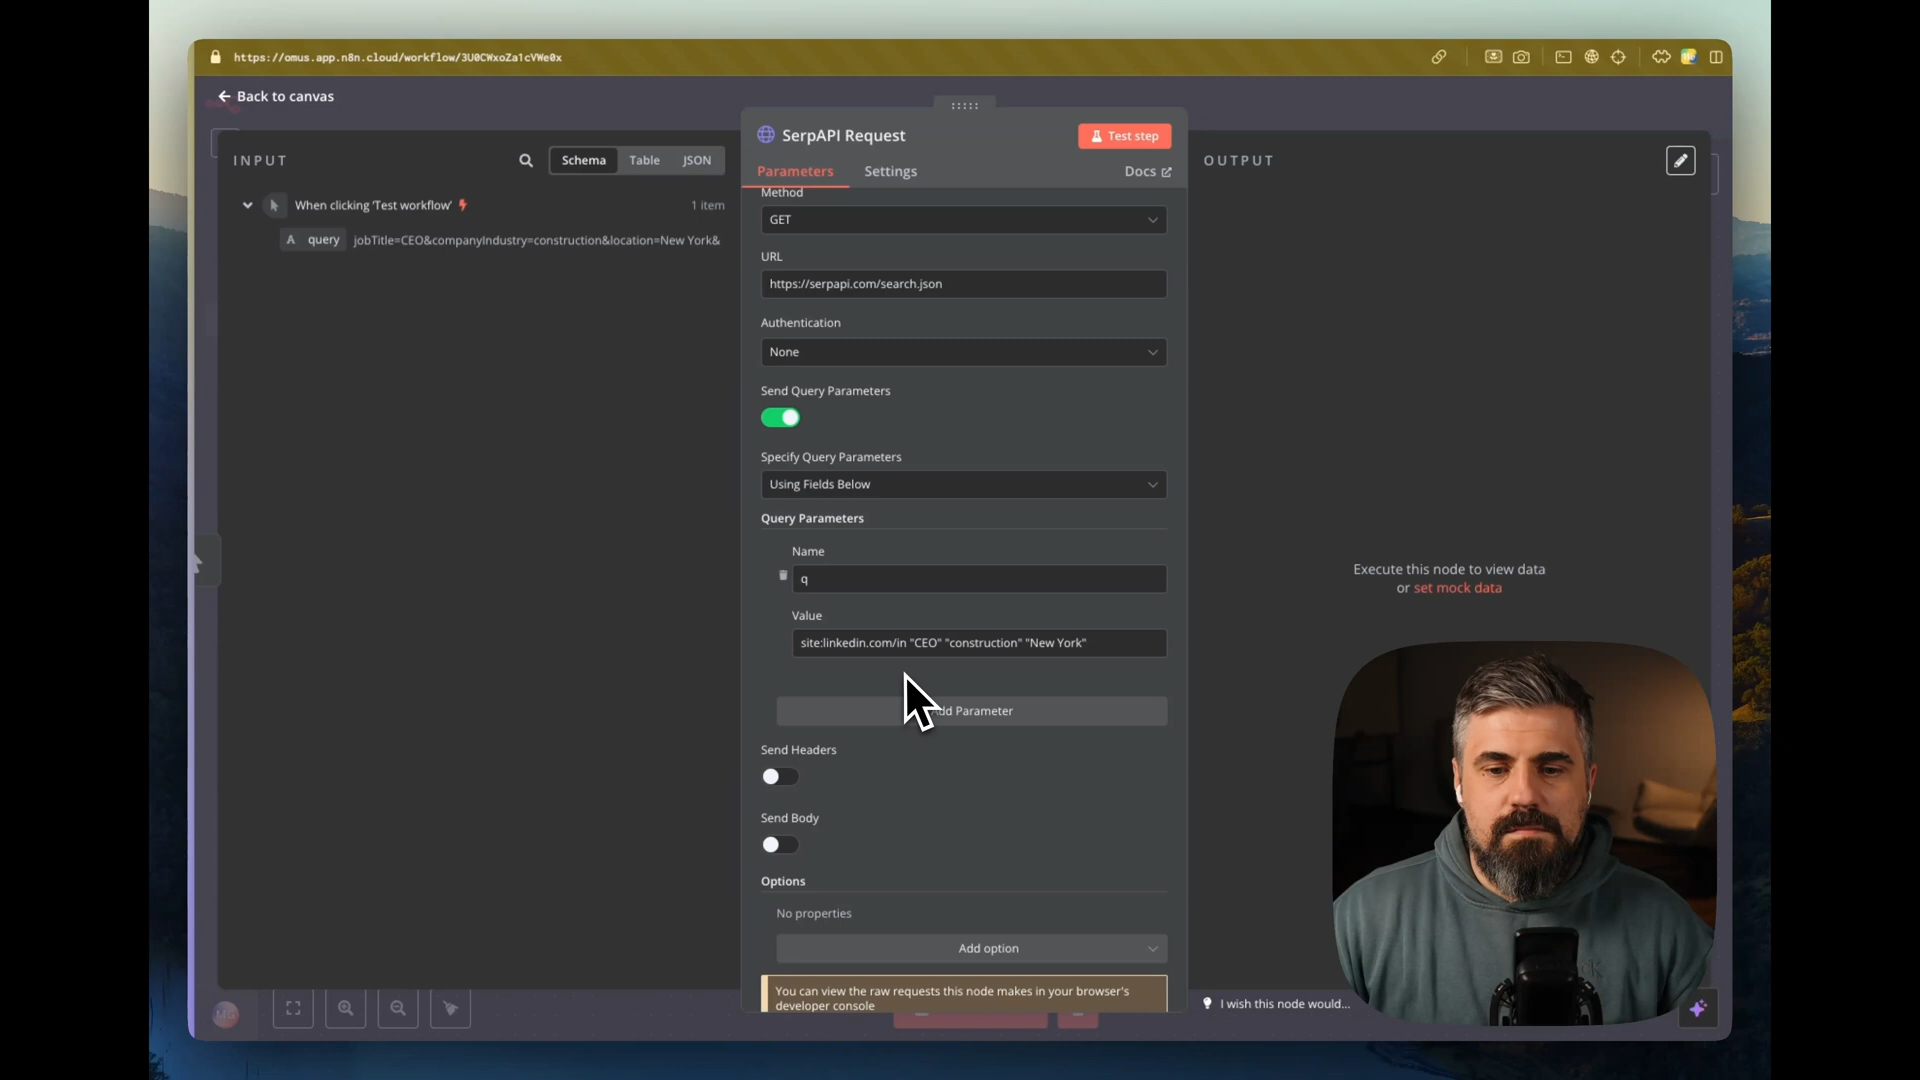 https://omus.app.n8n.cloud/workflow/3U0CWxoZa1cVWe0x
Back to canvas
INPUT
Schema
Table
JSON
When clicking 'Test workflow'
1 item
A query jobTitle=CEO&companyIndustry=construction&location=New York&
SerpAPI Request
Test step
Parameters
Settings
Docs
Method
GET
URL
https://serpapi.com/search.json
Authentication
None
Send Query Parameters
Specify Query Parameters
Using Fields Below
Query Parameters
Name
q
Value
site:linkedin.com/in "CEO" "construction" "New York"
Parameter
Send Headers
Send Body
Options
No properties
Add option
You can view the raw requests this node makes in your browser's
developer console
OUTPUT
Execute this node to view data
or set mock data
I wish this node would...
MG